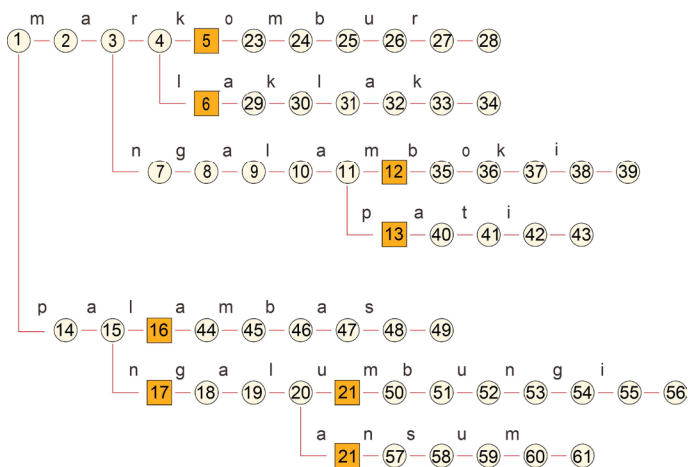 m a r k o m b u r
1 2 3 4 5 23 24 25 26 27 28
l a k l a k
6 29 30 31 32 33 34
n g a l a m b o k i
7 8 9 10 11 12 35 36 37 38 39
p a t i
13 40 41 42 43
p a l a m b a s
14 15 16 44 45 46 47 48 49
n g a l u m b u n g i
17 18 19 20 21 50 51 52 53 54 55 56
a n s u m
21 57 58 59 60 61